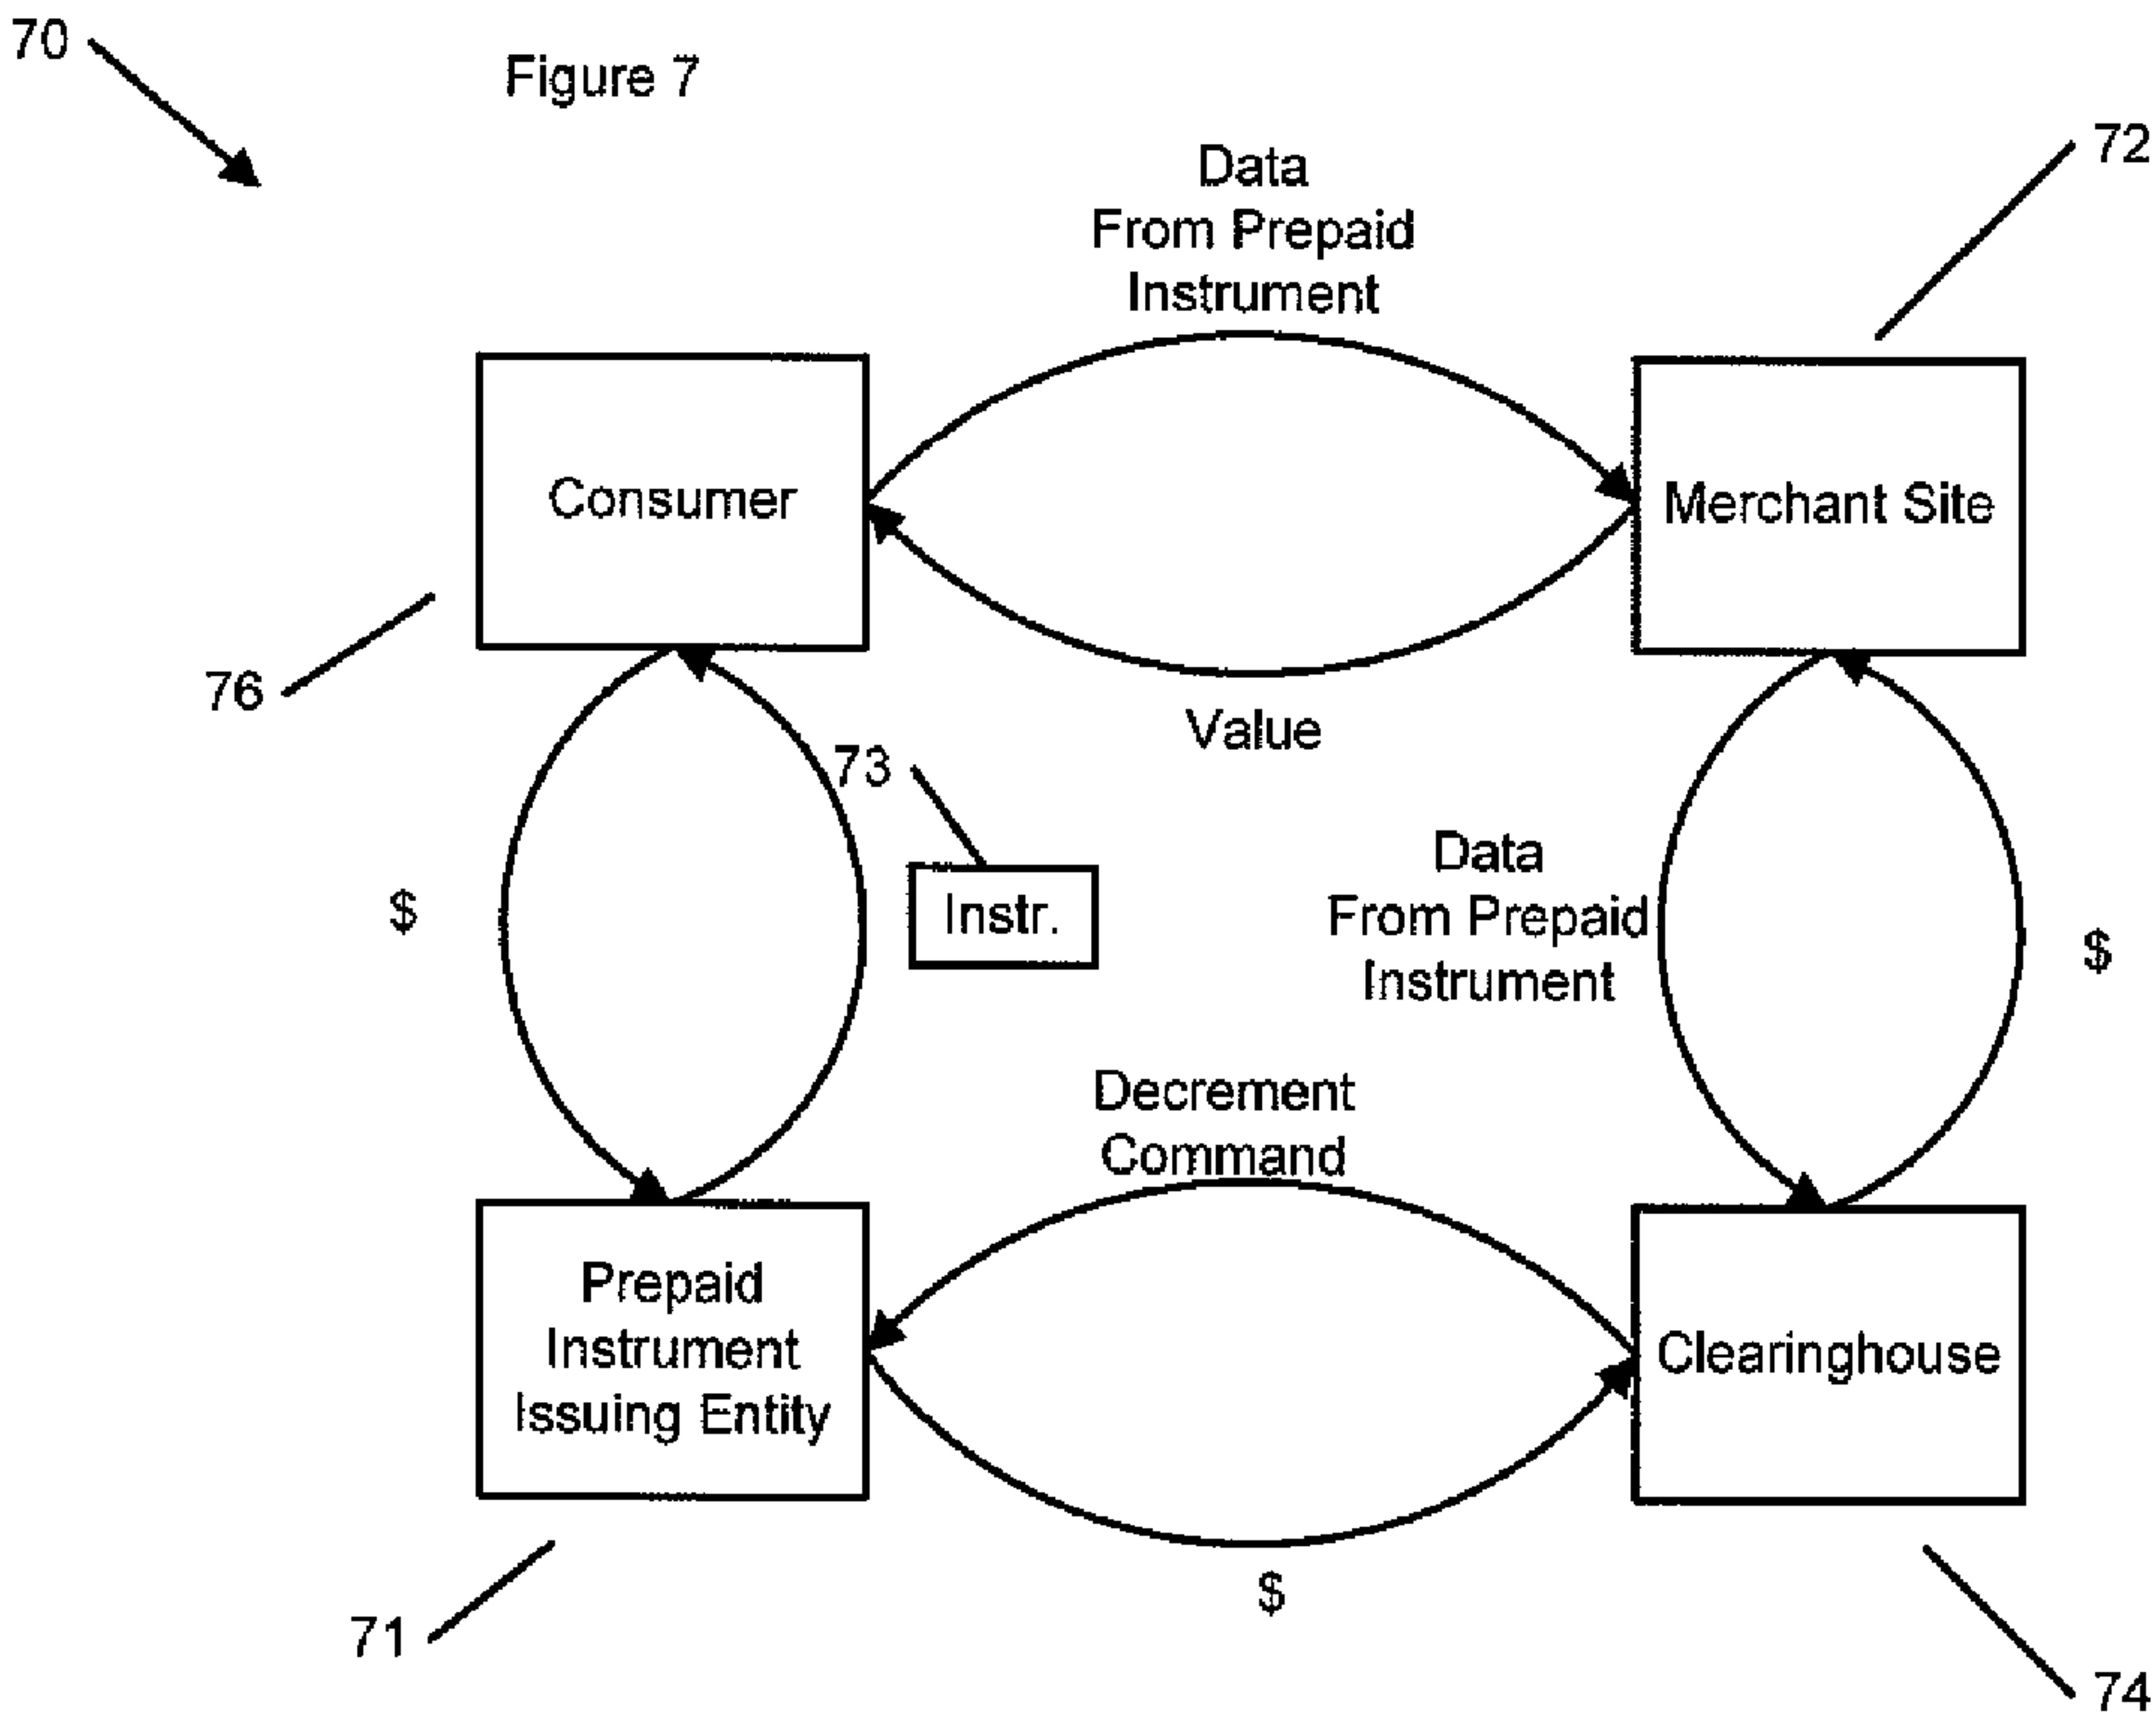 70
Figure 7
72
Data
From Prepaid
Instrument
Consumer
Merchant Site
76
Value
73
$
Instr.
Data
From Prepaid
Instrument
$
Decrement
Command
Prepaid
Instrument
Issuing Entity
Clearinghouse
$
71
74